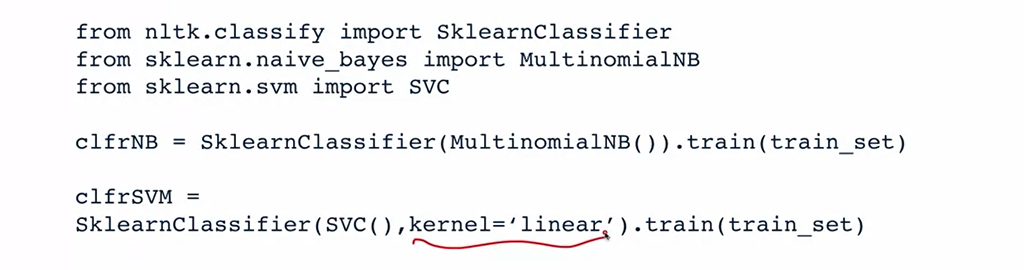 from nltk.classify import SklearnClassifier
from sklearn.naive_bayes import MultinomialNB
from sklearn.svm import SVC
clfrNB = SklearnClassifier(MultinomialNB()).train(train_set)
clfrSVM =
SklearnClassifier(SVC(),kernel=‘linear’).train(train_set)